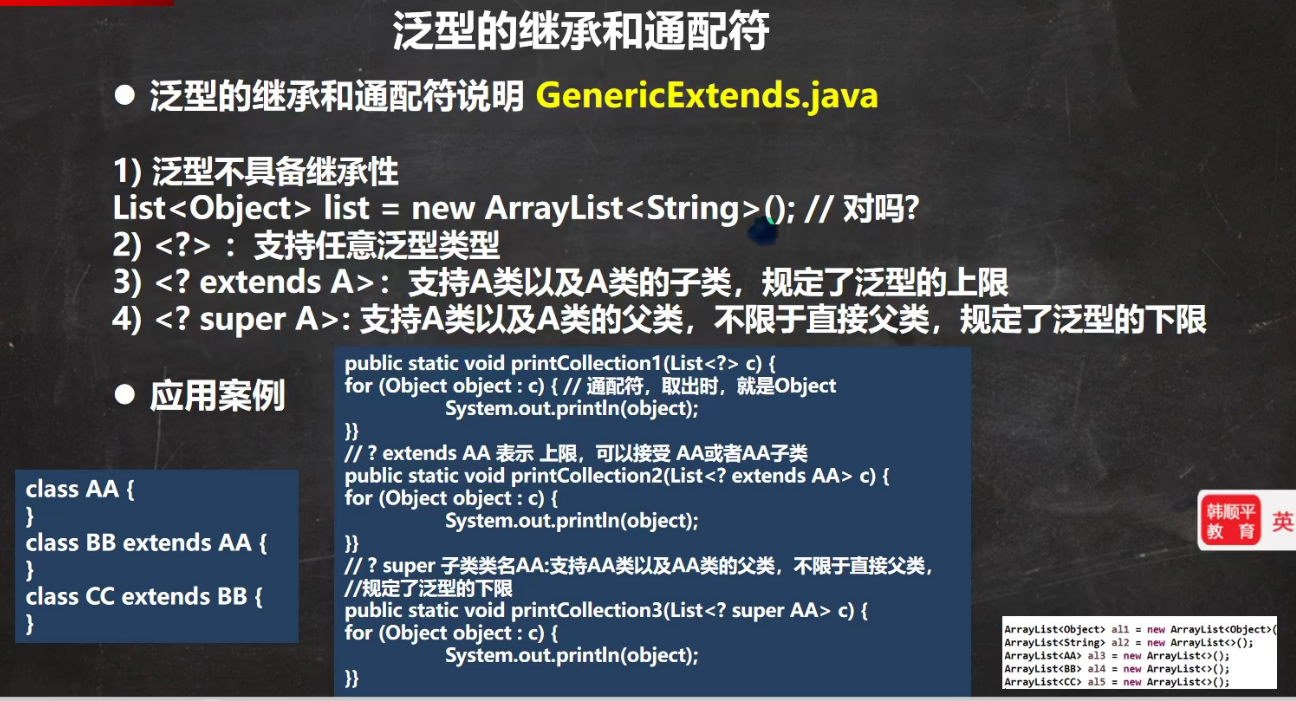 泛型的继承和通配符
● 泛型的继承和通配符说明 GenericExtends.java
1) 泛型不具备继承性
List<Object> list = new ArrayList<String>(); // 对吗?
2) <?> ：支持任意泛型类型
3) <? extends A>：支持A类以及A类的子类，规定了泛型的上限
4) <? super A>: 支持A类以及A类的父类，不限于直接父类，规定了泛型的下限
● 应用案例
class AA {
}
class BB extends AA {
}
class CC extends BB {
}
public static void printCollection1(List<?> c) {
for (Object object : c) { // 通配符，取出时，就是Object
System.out.println(object);
}}
// ? extends AA 表示 上限，可以接受 AA或者AA子类
public static void printCollection2(List<? extends AA> c) {
for (Object object : c) {
System.out.println(object);
}}
// ? super 子类类名AA:支持AA类以及AA类的父类，不限于直接父类，
//规定了泛型的下限
public static void printCollection3(List<? super AA> c) {
for (Object object : c) {
System.out.println(object);
}}
韩顺平
教 育
英
ArrayList<Object> al1 = new ArrayList<Object>(
ArrayList<String> al2 = new ArrayList<>();
ArrayList<AA> al3 = new ArrayList<>();
ArrayList<BB> al4 = new ArrayList<>();
ArrayList<CC> al5 = new ArrayList<>();